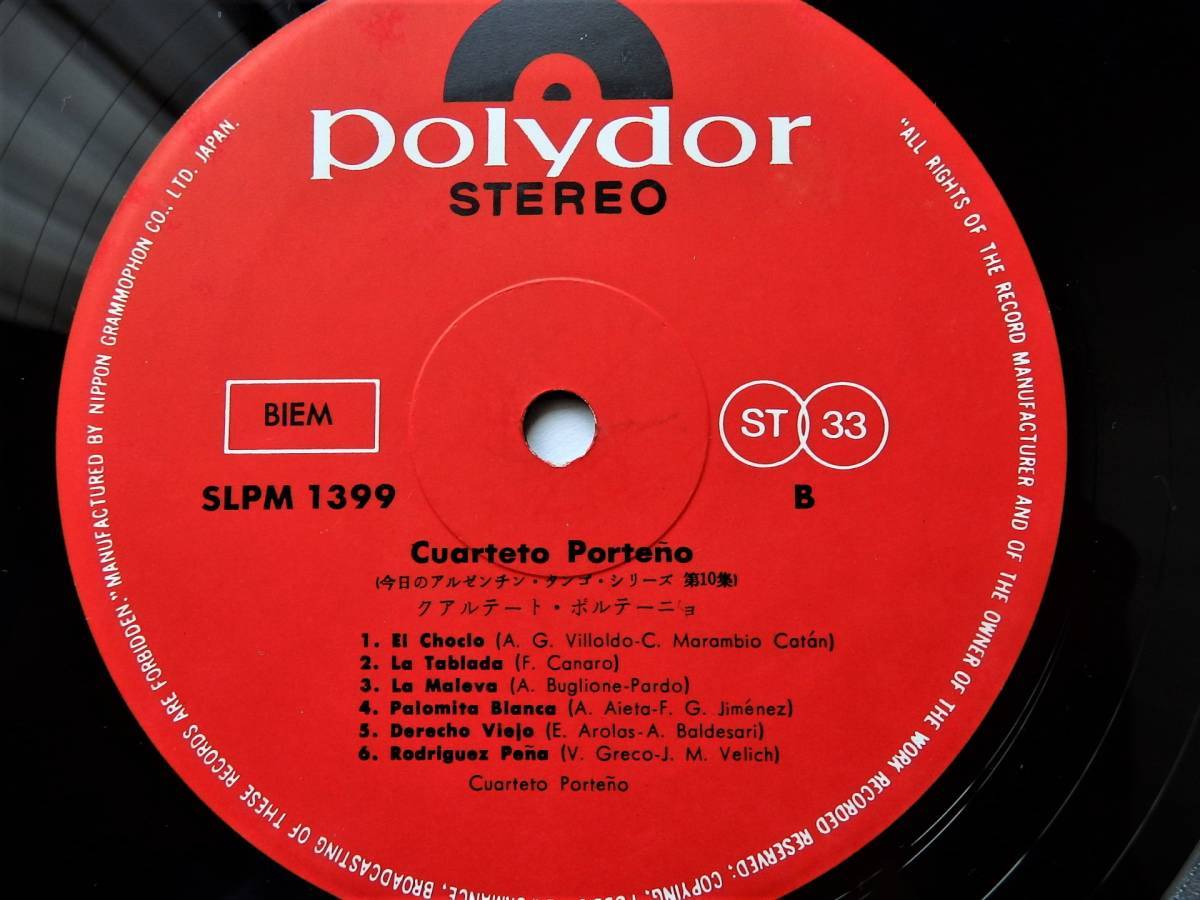 polydor
STEREO
BIEM
ST 33
SLPM 1399
B
Cuarteto Porteño
(今日のアルゼンチン・タンゴ・シリーズ 第10集)
クアルテート・ポルテーニョ
1. El Choclo (A. G. Villoldo-C. Marambio Catán)
2. La Tablada (F. Canaro)
3. La Maleva (A. Buglione-Pardo)
4. Palomita Blanca (A. Aieta-F. G. Jiménez)
5. Derecho Viejo (E. Arolas-A. Baldesari)
6. Rodriguez Peña (V. Greco-J. M. Velich)
Cuarteto Porteño
"ALL RIGHTS OF THE RECORD MANUFACTURER AND OF THE OWNER OF THE WORK RECORDED RESERVED; COPYING, BROADCASTING OF THESE RECORDS ARE FORBIDDEN." MANUFACTURED BY NIPPON GRAMMOPHON CO., LTD. JAPAN.